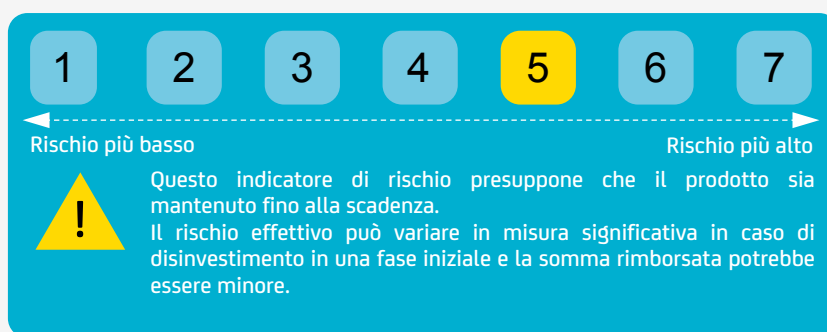 1 2 3 4 5 6 7
Rischio più basso Rischio più alto
!
Questo indicatore di rischio presuppone che il prodotto sia
mantenuto fino alla scadenza.
Il rischio effettivo può variare in misura significativa in caso di
disinvestimento in una fase iniziale e la somma rimborsata potrebbe
essere minore.